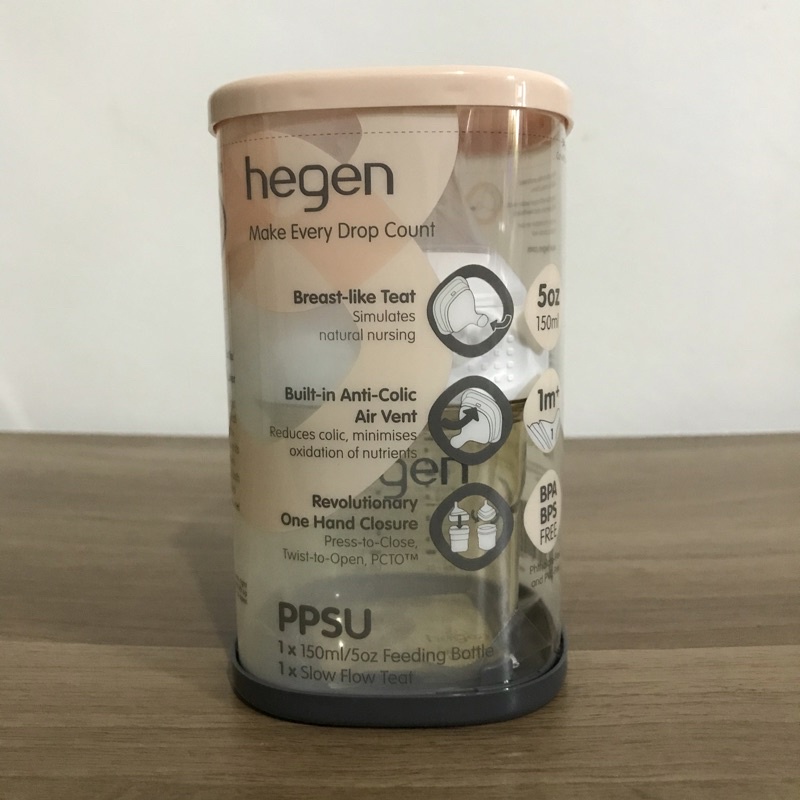 hegen
Make Every Drop Count
Breast-like Teat
Simulates
natural nursing
5oz
150ml
Built-in Anti-Colic
Air Vent
Reduces colic, minimises
oxidation of nutrients
1m+
gen
Revolutionary
One Hand Closure
Press-to-Close,
Twist-to-Open, PCTO™
BPA
BPS
FREE
PPSU
1 x 150ml/5oz Feeding Bottle
1 x Slow Flow Teat